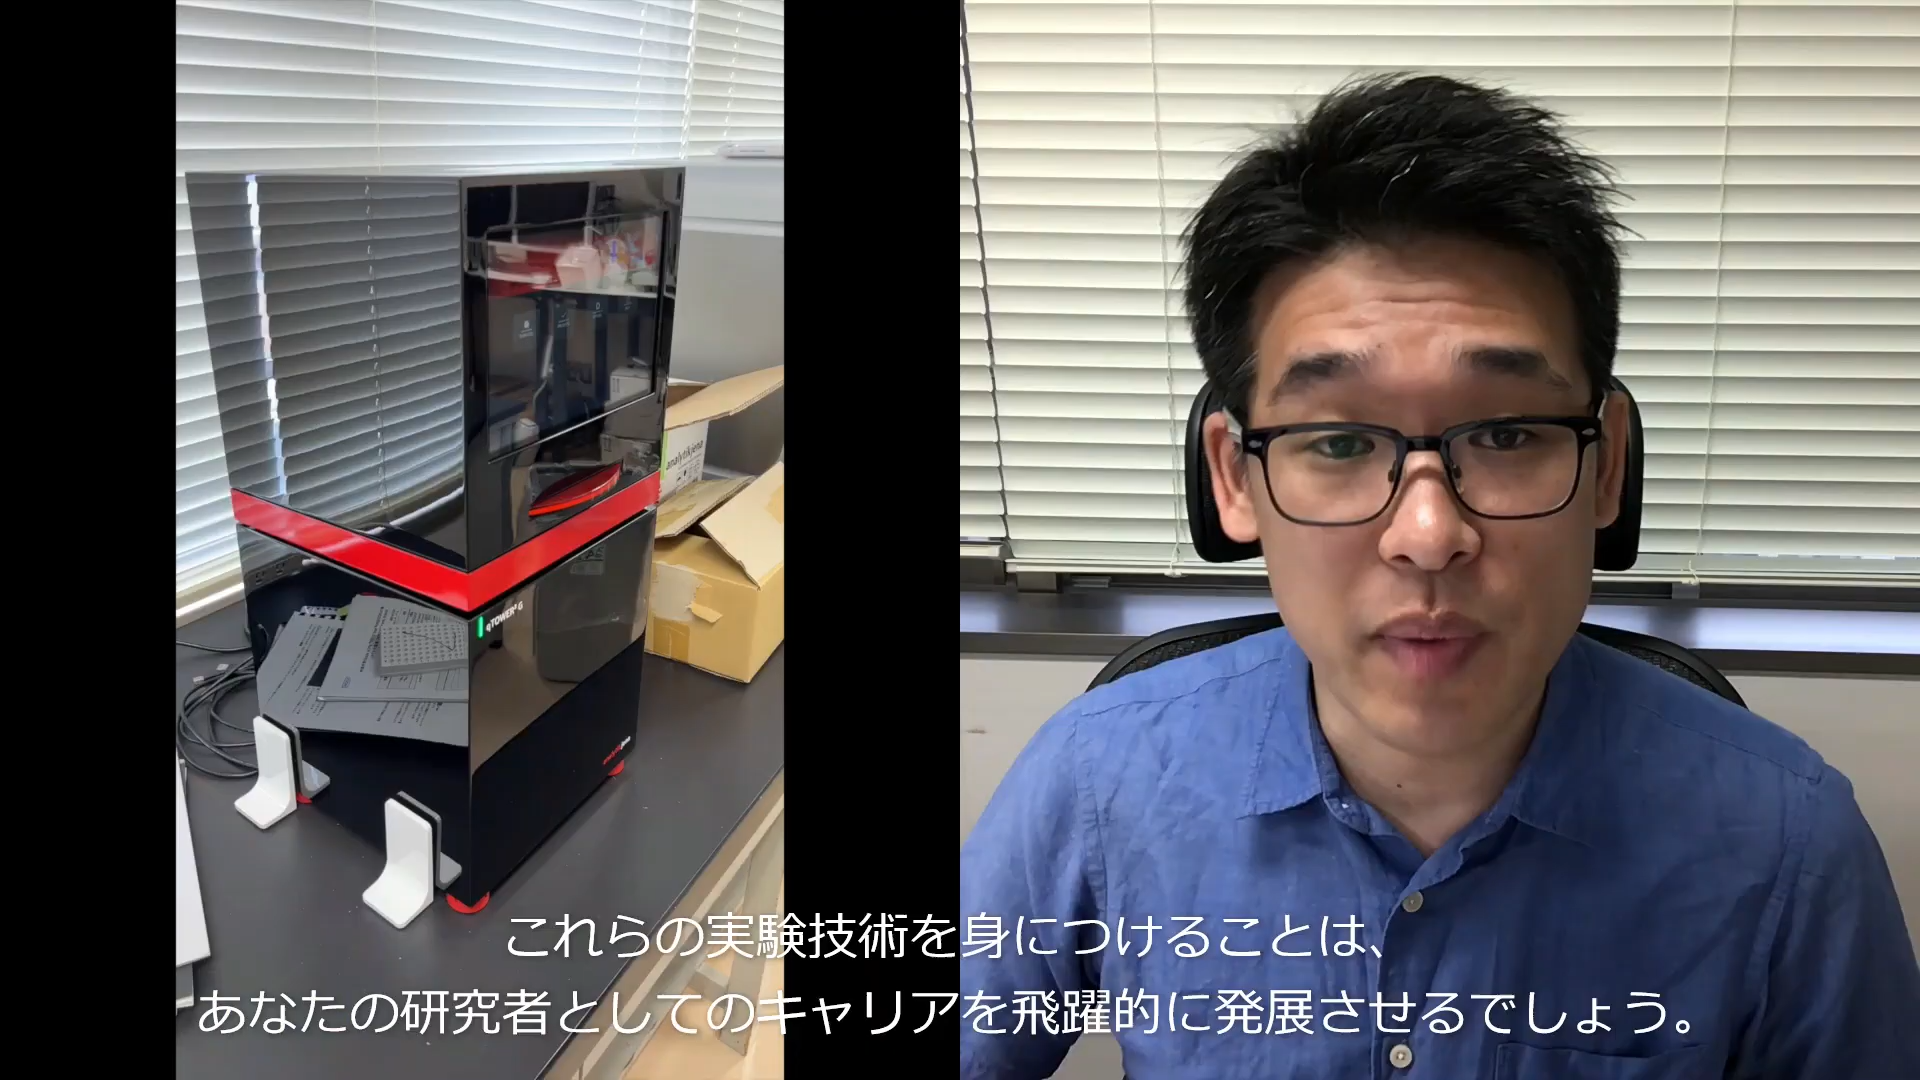 analytikjena
qTOWER³ G
analytikjena
これらの実験技術を身につけることは、
あなたの研究者としてのキャリアを飛躍的に発展させるでしょう。